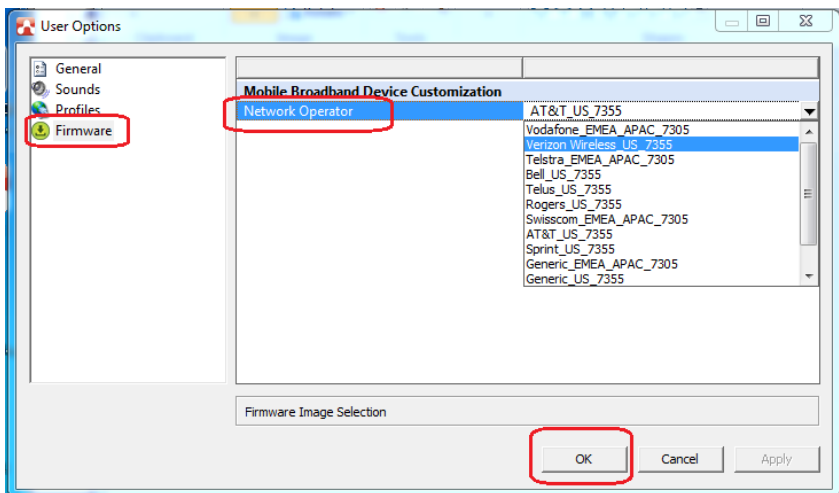 User Options
General
Sounds
Profiles
Firmware
Mobile Broadband Device Customization
Network Operator
AT&T_US_7355
Vodafone_EMEA_APAC_7305
Verizon Wireless_US_7355
Telstra_EMEA_APAC_7305
Bell_US_7355
Telus_US_7355
Rogers_US_7355
Swisscom_EMEA_APAC_7305
AT&T_US_7355
Sprint_US_7355
Generic_EMEA_APAC_7305
Generic_US_7355
Firmware Image Selection
OK
Cancel
Apply